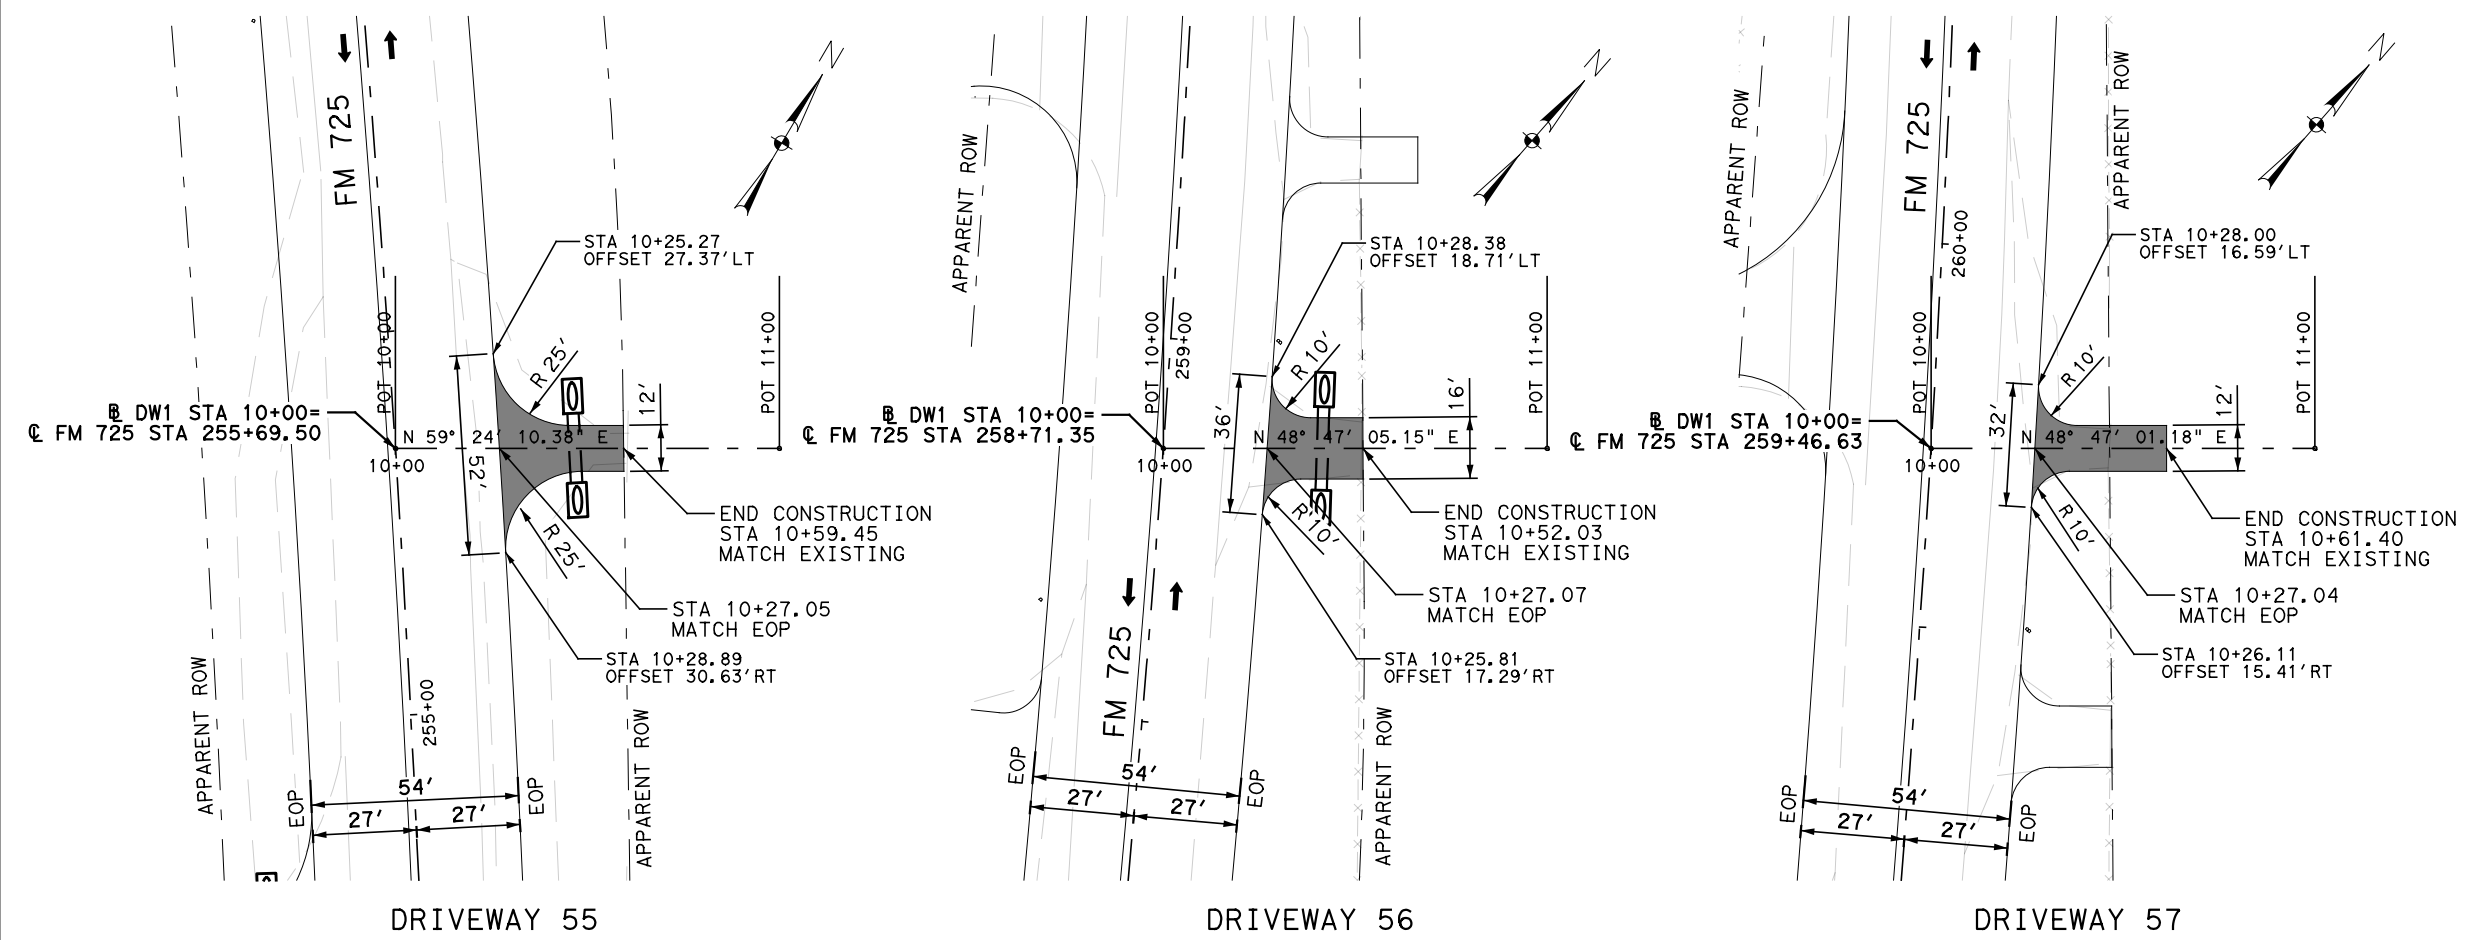 N
FM 725
STA 10+25.27
OFFSET 27.37'LT
POT 10+00
POT 11+00
R 25'
12'
B DW1 STA 10+00=
CL FM 725 STA 255+69.50
N 59° 24' 10.38" E
10+00
52'
R 25'
END CONSTRUCTION
STA 10+59.45
MATCH EXISTING
STA 10+27.05
MATCH EOP
STA 10+28.89
OFFSET 30.63'RT
APPARENT ROW
255+00
APPARENT ROW
EOP
54'
EOP
27'
27'
DRIVEWAY 55
N
APPARENT ROW
STA 10+28.38
OFFSET 18.71'LT
POT 10+00
259+00
POT 11+00
R 10'
36'
16'
B DW1 STA 10+00=
CL FM 725 STA 258+71.35
N 48° 47' 05.15" E
10+00
R 10'
END CONSTRUCTION
STA 10+52.03
MATCH EXISTING
STA 10+27.07
MATCH EOP
STA 10+25.81
OFFSET 17.29'RT
FM 725
APPARENT ROW
EOP
54'
EOP
27'
27'
DRIVEWAY 56
N
APPARENT ROW
FM 725
APPARENT ROW
260+00
STA 10+28.00
OFFSET 16.59'LT
POT 10+00
POT 11+00
R 10'
32'
12'
B DW1 STA 10+00=
CL FM 725 STA 259+46.63
N 48° 47' 01.18" E
10+00
R 10'
END CONSTRUCTION
STA 10+61.40
MATCH EXISTING
STA 10+27.04
MATCH EOP
STA 10+26.11
OFFSET 15.41'RT
EOP
54'
EOP
27'
27'
DRIVEWAY 57